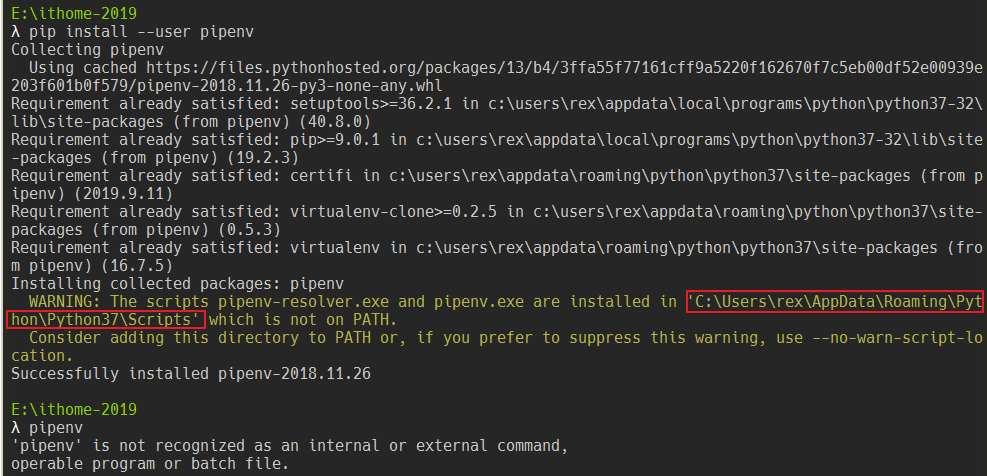 E:\ithome-2019
λ pip install --user pipenv
Collecting pipenv
  Using cached https://files.pythonhosted.org/packages/13/b4/3ffa55f77161cff9a5220f162670f7c5eb00df52e00939e
203f601b0f579/pipenv-2018.11.26-py3-none-any.whl
Requirement already satisfied: setuptools>=36.2.1 in c:\users\rex\appdata\local\programs\python\python37-32\
lib\site-packages (from pipenv) (40.8.0)
Requirement already satisfied: pip>=9.0.1 in c:\users\rex\appdata\local\programs\python\python37-32\lib\site
-packages (from pipenv) (19.2.3)
Requirement already satisfied: certifi in c:\users\rex\appdata\roaming\python\python37\site-packages (from p
ipenv) (2019.9.11)
Requirement already satisfied: virtualenv-clone>=0.2.5 in c:\users\rex\appdata\roaming\python\python37\site-
packages (from pipenv) (0.5.3)
Requirement already satisfied: virtualenv in c:\users\rex\appdata\roaming\python\python37\site-packages (fro
m pipenv) (16.7.5)
Installing collected packages: pipenv
  WARNING: The scripts pipenv-resolver.exe and pipenv.exe are installed in 'C:\Users\rex\AppData\Roaming\Pyt
hon\Python37\Scripts' which is not on PATH.
  Consider adding this directory to PATH or, if you prefer to suppress this warning, use --no-warn-script-lo
cation.
Successfully installed pipenv-2018.11.26
E:\ithome-2019
λ pipenv
'pipenv' is not recognized as an internal or external command,
operable program or batch file.